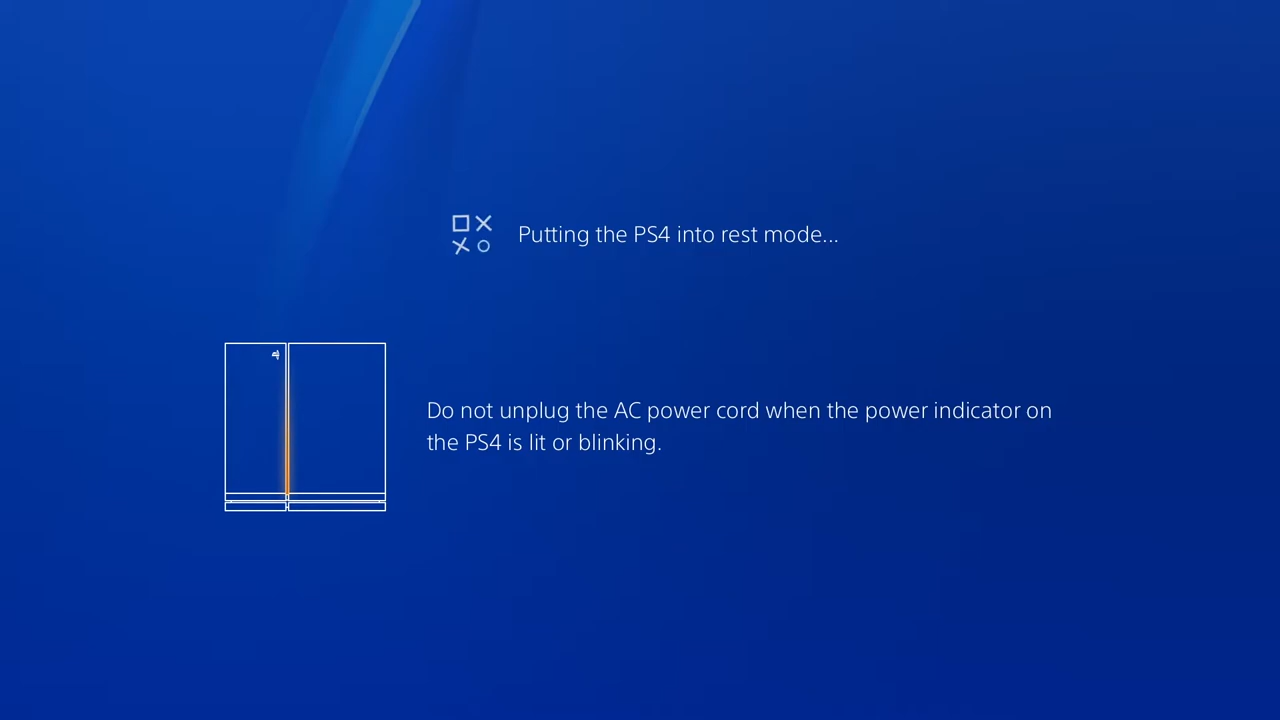 Putting the PS4 into rest mode...
Do not unplug the AC power cord when the power indicator on
the PS4 is lit or blinking.